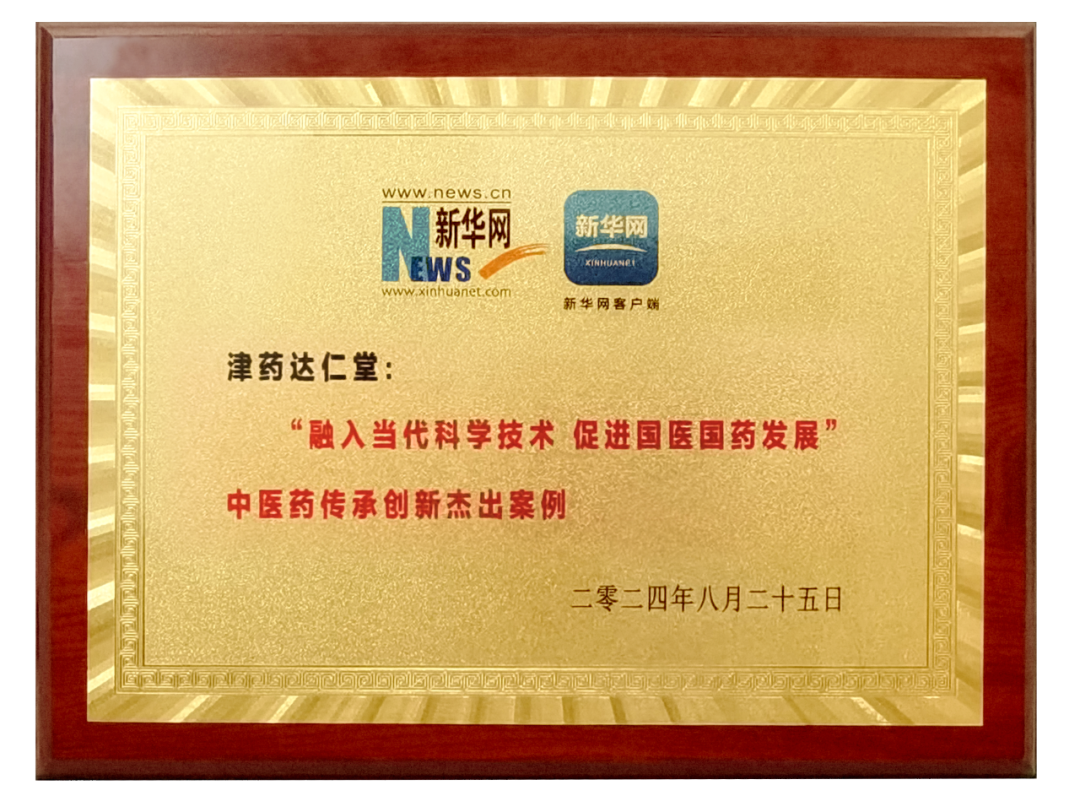 www.news.cn
新华网
NEWS
www.xinhuanet.com
新华网
XINHUANET
新华网客户端
津药达仁堂：
“融入当代科学技术 促进国医国药发展”
中医药传承创新杰出案例
二零二四年八月二十五日